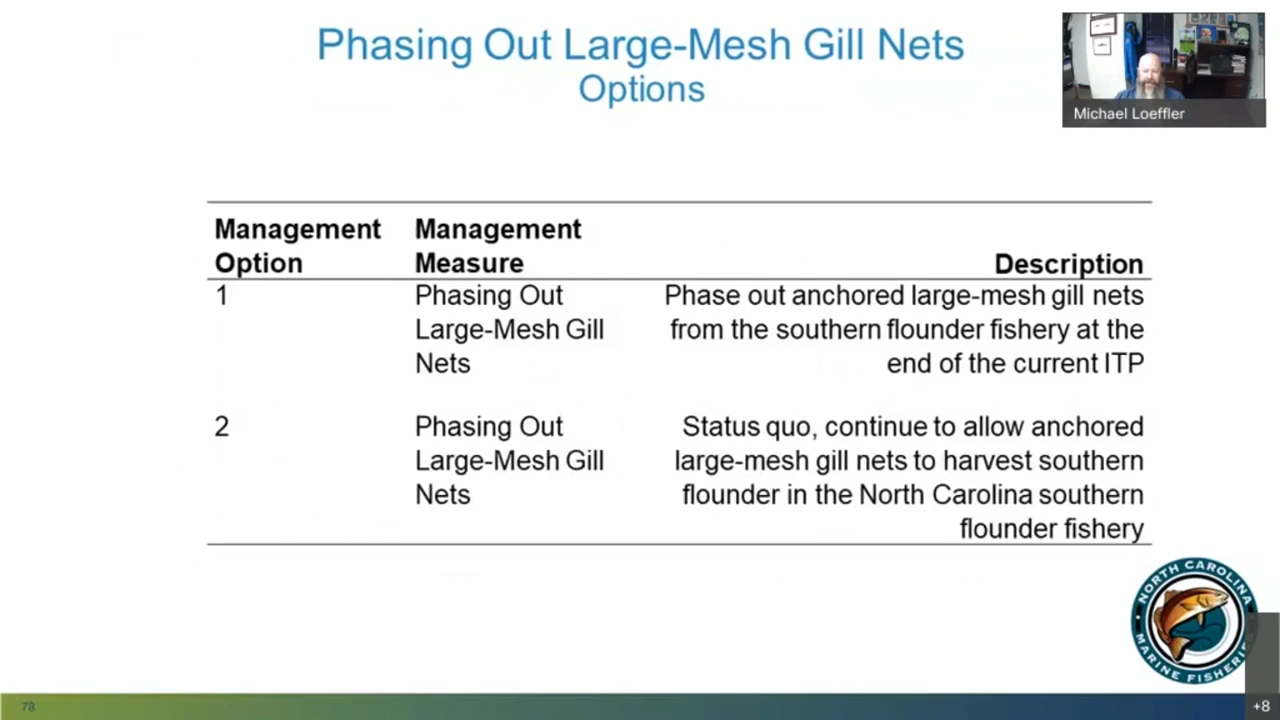 Phasing Out Large-Mesh Gill Nets
Options
Michael Loeffler
Management Option
Management Measure
Description
1
Phasing Out
Large-Mesh Gill
Nets
Phase out anchored large-mesh gill nets
from the southern flounder fishery at the
end of the current ITP
2
Phasing Out
Large-Mesh Gill
Nets
Status quo, continue to allow anchored
large-mesh gill nets to harvest southern
flounder in the North Carolina southern
flounder fishery
NORTH CAROLINA
MARINE FISHERIES
78
+8